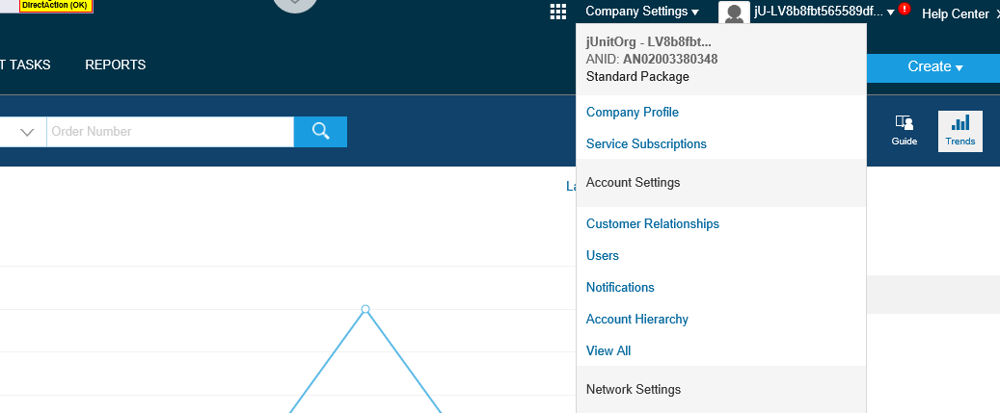 DirectAction (OK)
Company Settings
jU-LV8b8fbt565589df...
!
Help Center
jUnitOrg - LV8b8fbt...
ANID: AN02003380348
Standard Package
T TASKS
REPORTS
Create
Company Profile
Order Number
Service Subscriptions
Guide
Trends
Account Settings
La
Customer Relationships
Users
Notifications
Account Hierarchy
View All
Network Settings